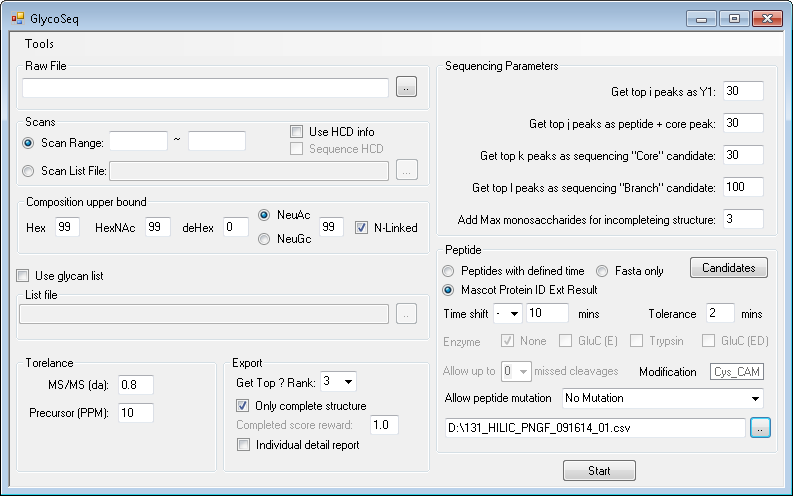 GlycoSeq
Tools
Raw File
..
Scans
Scan Range: ~
Use HCD info
Sequence HCD
Scan List File: ...
Composition upper bound
Hex 99 HexNAc 99 deHex 0 NeuAc NeuGc 99 N-Linked
Use glycan list
List file
..
Torelance
MS/MS (da): 0.8
Precursor (PPM): 10
Export
Get Top ? Rank: 3
Only complete structure
Completed score reward: 1.0
Individual detail report
Sequencing Parameters
Get top i peaks as Y1: 30
Get top j peaks as peptide + core peak: 30
Get top k peaks as sequencing "Core" candidate: 30
Get top l peaks as sequencing "Branch" candidate: 100
Add Max monosaccharides for incompleteing structure: 3
Peptide
Peptides with defined time Fasta only Candidates
Mascot Protein ID Ext Result
Time shift - 10 mins Tolerance 2 mins
Enzyme None GluC (E) Trypsin GluC (ED)
Allow up to 0 missed cleavages Modification Cys_CAM
Allow peptide mutation No Mutation
D:\131_HILIC_PNGF_091614_01.csv ..
Start